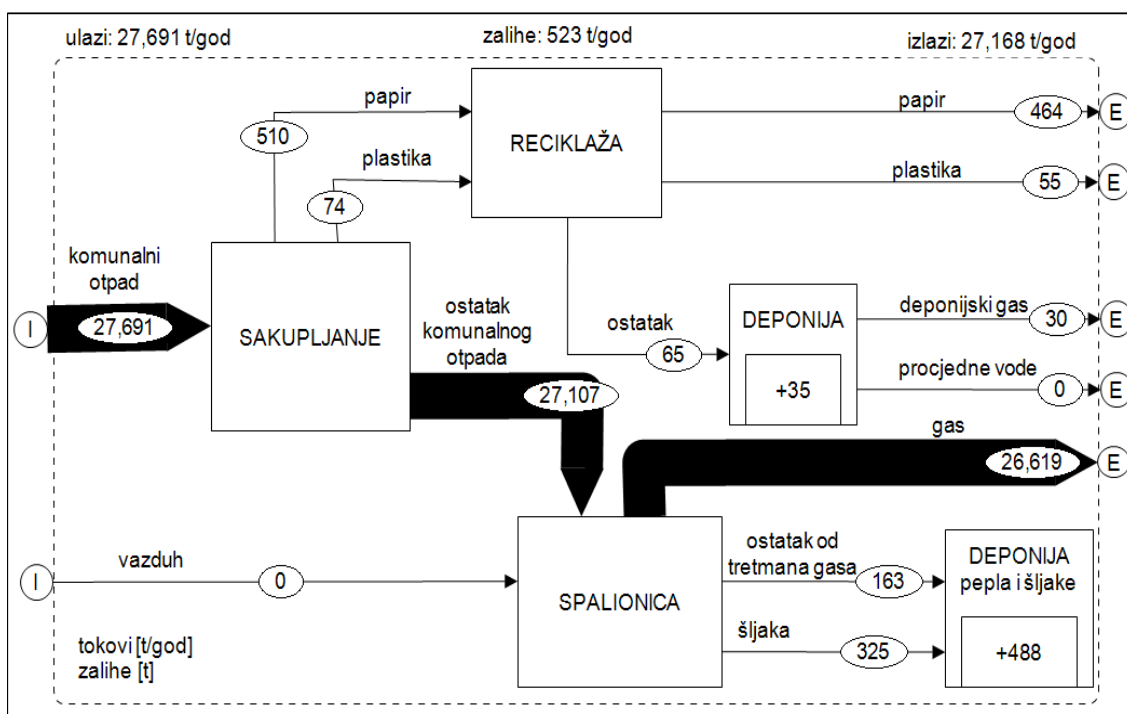 ulazi: 27,691 t/god
zalihe: 523 t/god
izlazi: 27,168 t/god
papir
510
RECIKLAŽA
papir
464
E
plastika
74
plastika
55
E
komunalni
otpad
I
27,691
SAKUPLJANJE
ostatak
komunalnog
otpada
27,107
ostatak
65
DEPONIJA
+35
deponijski gas
30
E
procjedne vode
0
E
gas
26,619
E
I
vazduh
0
SPALIONICA
ostatak od
tretmana gasa
163
šljaka
325
DEPONIJA
pepla i šljake
+488
tokovi [t/god]
zalihe [t]